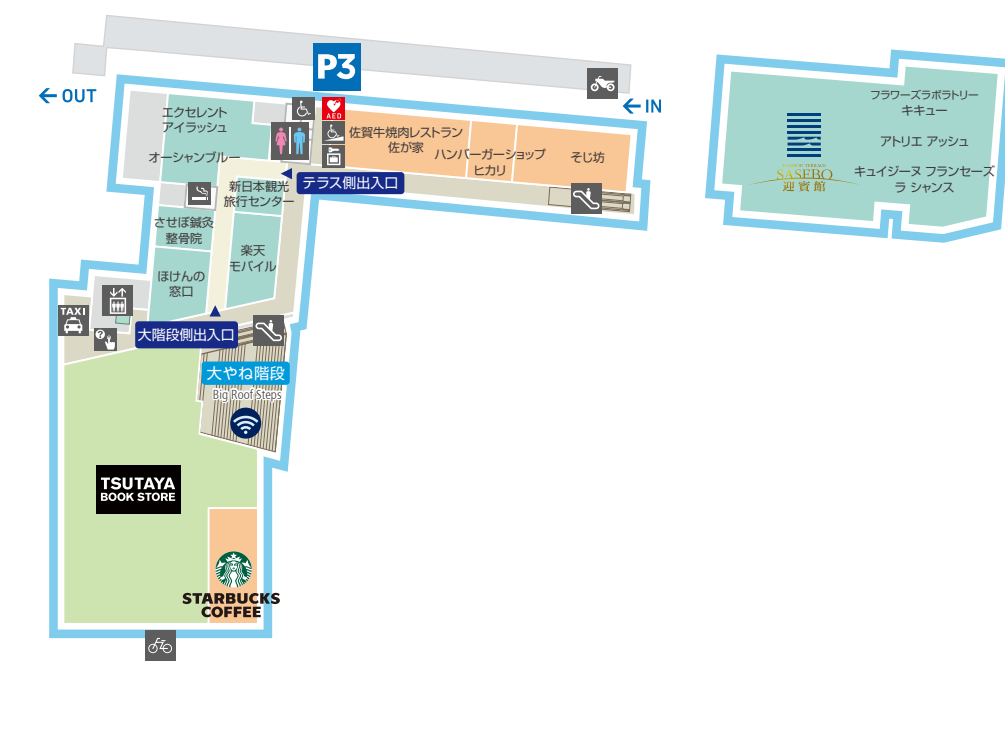 P3
OUT
IN
エクセレント
アイラッシュ
オーシャンブルー
AED
佐賀牛焼肉レストラン
佐が家
ハンバーガーショップ
ヒカリ
そじ坊
テラス側出入口
新日本観光
旅行センター
させぼ鍼灸
整骨院
楽天
モバイル
ほけんの
窓口
TAXI
?
大階段側出入口
大やね階段
Big Roof Steps
TSUTAYA
BOOK STORE
STARBUCKS
COFFEE
フラワーズラボラトリー
キキュー
アトリエ アッシュ
SASEBO
迎賓館
キュイジーヌ フランセーズ
ラ シャンス